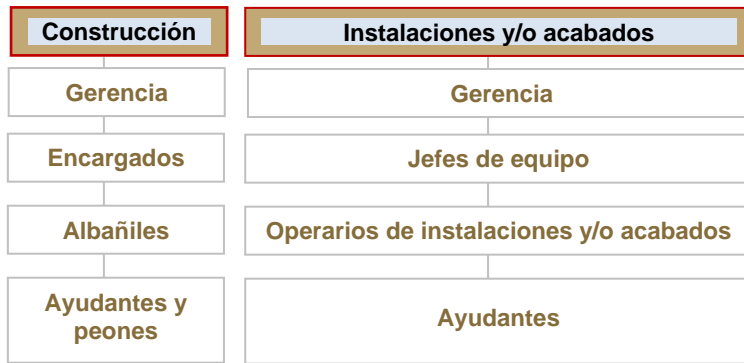 Construcción
Instalaciones y/o acabados
Gerencia
Gerencia
Encargados
Jefes de equipo
Albañiles
Operarios de instalaciones y/o acabados
Ayudantes y
peones
Ayudantes